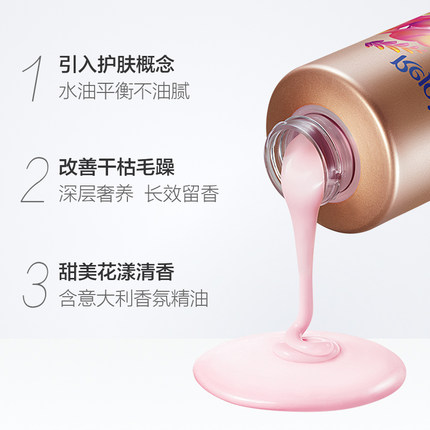 1
引入护肤概念
水油平衡不油腻
2
改善干枯毛躁
深层奢养 长效留香
3
甜美花漾清香
含意大利香氛精油